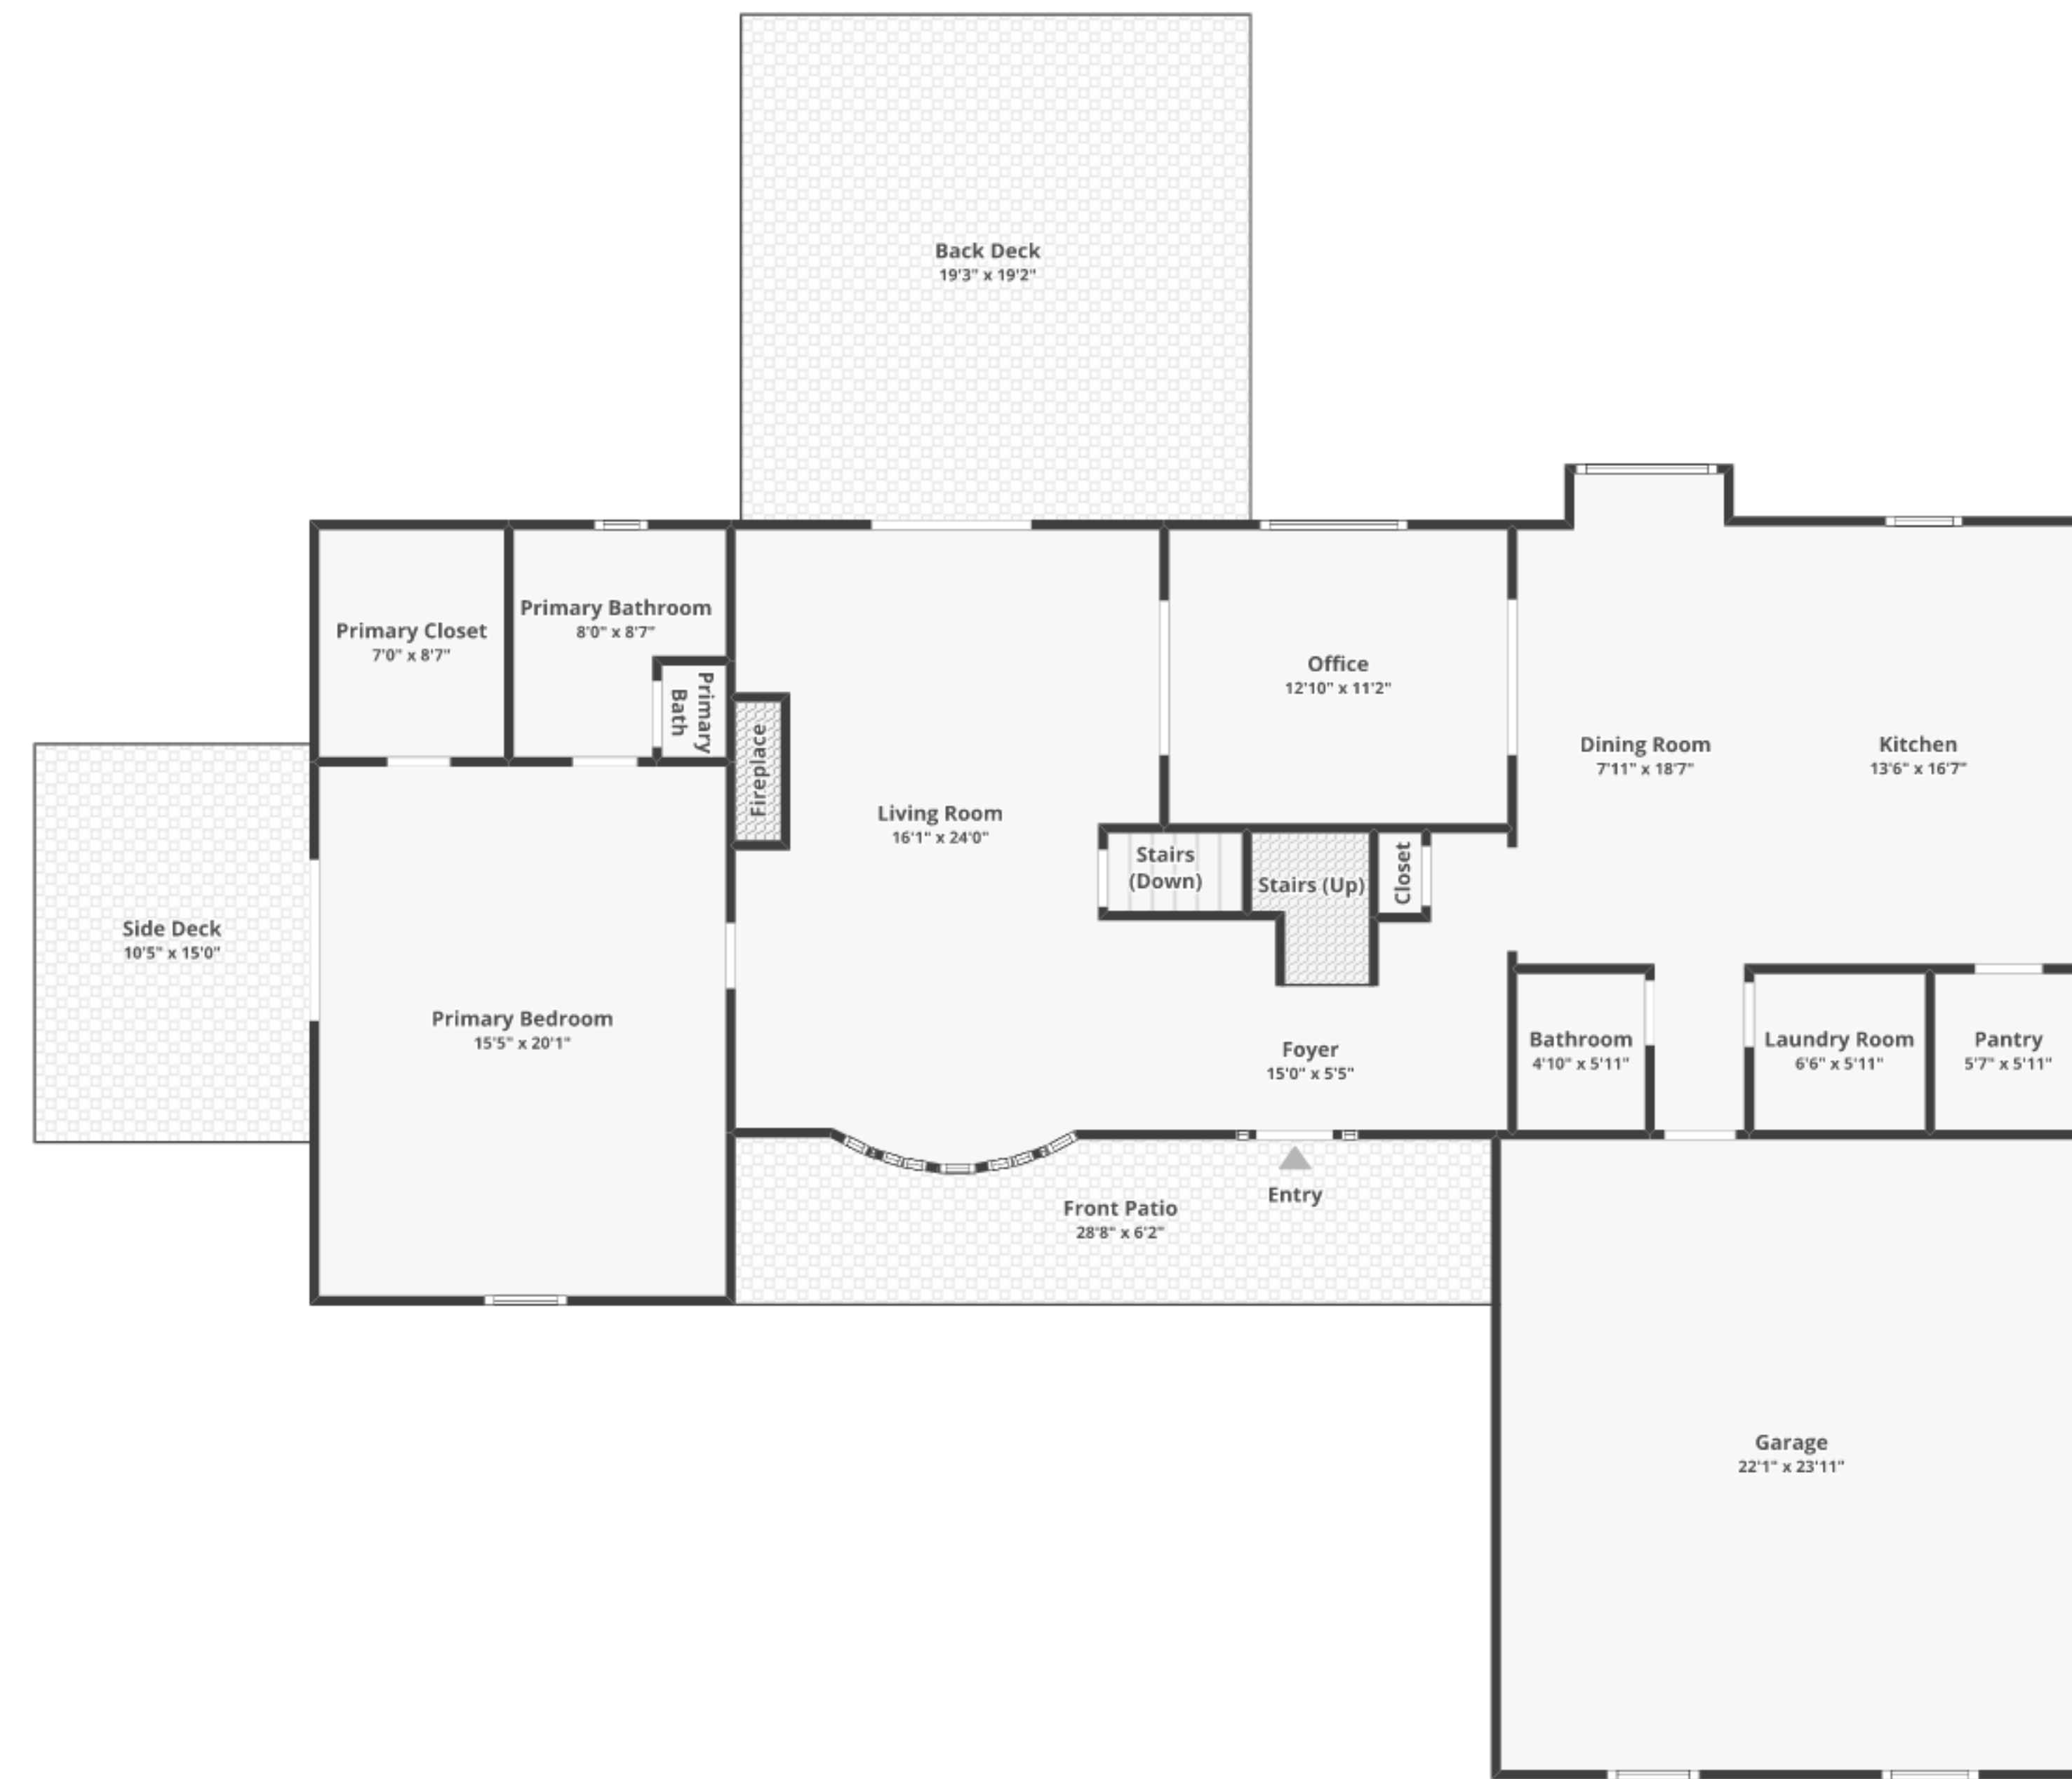 Back Deck
19'3" x 19'2"
Primary Closet
7'0" x 8'7"
Primary Bathroom
8'0" x 8'7"
Primary
Bath
Fireplace
Living Room
16'1" x 24'0"
Office
12'10" x 11'2"
Dining Room
7'11" x 18'7"
Kitchen
13'6" x 16'7"
Stairs
(Down)
Stairs (Up)
Closet
Side Deck
10'5" x 15'0"
Primary Bedroom
15'5" x 20'1"
Foyer
15'0" x 5'5"
Bathroom
4'10" x 5'11"
Laundry Room
6'6" x 5'11"
Pantry
5'7" x 5'11"
Entry
Front Patio
28'8" x 6'2"
Garage
22'1" x 23'11"